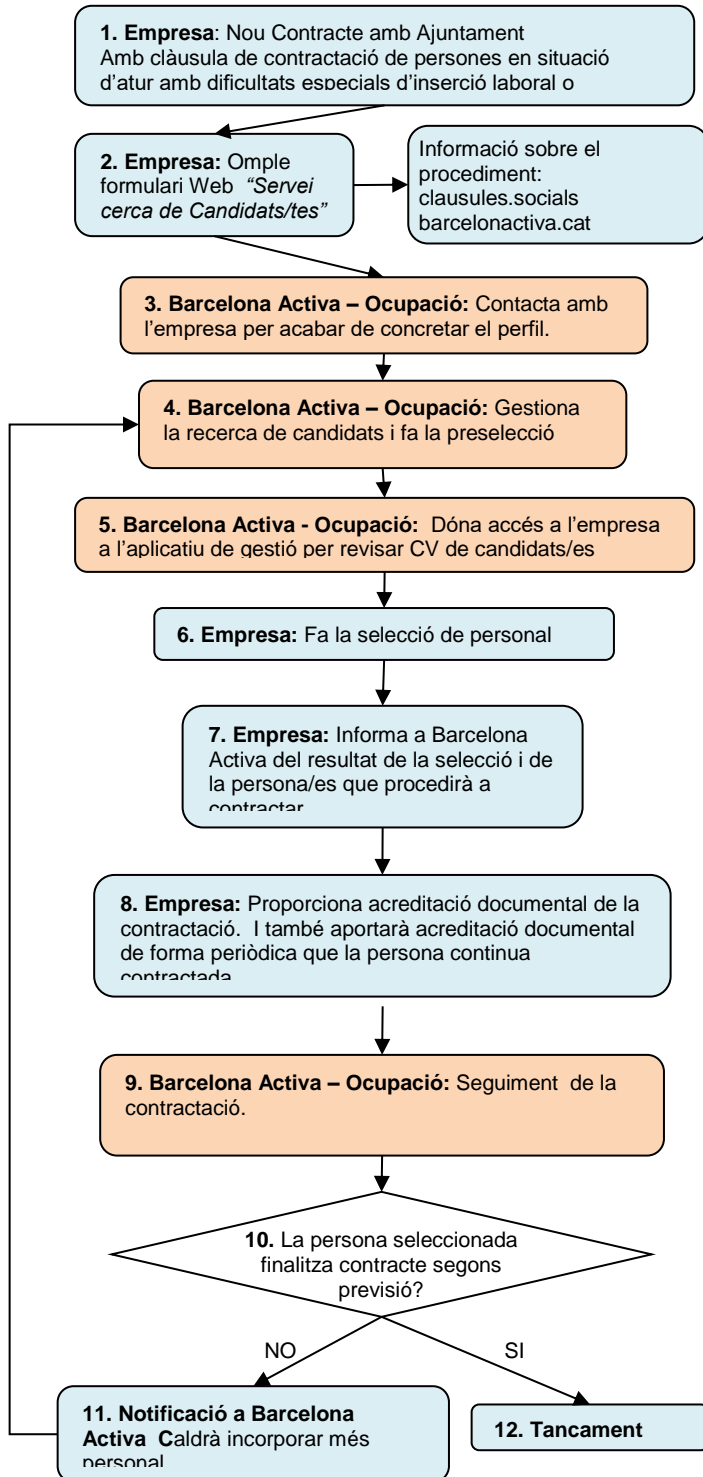 1. Empresa: Nou Contracte amb Ajuntament
Amb clàusula de contractació de persones en situació
d'atur amb dificultats especials d'inserció laboral o
2. Empresa: Omple
formulari Web "Servei
cerca de Candidats/tes"
Informació sobre el
procediment:
clausules.socials
barcelonactiva.cat
3. Barcelona Activa – Ocupació: Contacta amb
l'empresa per acabar de concretar el perfil.
4. Barcelona Activa – Ocupació: Gestiona
la recerca de candidats i fa la preselecció
5. Barcelona Activa - Ocupació: Dóna accés a l'empresa
a l'aplicatiu de gestió per revisar CV de candidats/es
6. Empresa: Fa la selecció de personal
7. Empresa: Informa a Barcelona
Activa del resultat de la selecció i de
la persona/es que procedirà a
contractar
8. Empresa: Proporciona acreditació documental de la
contractació. I també aportarà acreditació documental
de forma periòdica que la persona continua
contractada
9. Barcelona Activa – Ocupació: Seguiment de la
contractació.
10. La persona seleccionada
finalitza contracte segons
previsió?
NO
SI
11. Notificació a Barcelona
Activa Caldrà incorporar més
personal
12. Tancament